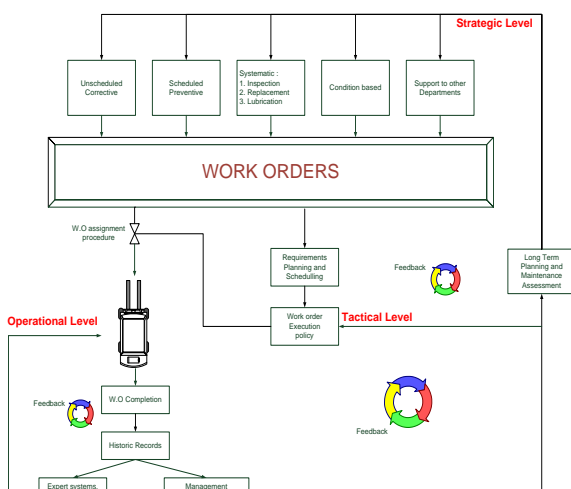 Strategic Level
Unscheduled
Corrective
Scheduled
Preventive
Systematic :
1. Inspection
2. Replacement
3. Lubrication
Condition based
Support to other
Departments
WORK ORDERS
W.O assignment
procedure
Requirements
Planning and
Schedulling
Feedback
Long Term
Planning and
Maintenance
Assessment
Operational Level
Work order
Execution
policy
Tactical Level
Feedback
W.O Completion
Feedback
Historic Records
Expert systems,
Management